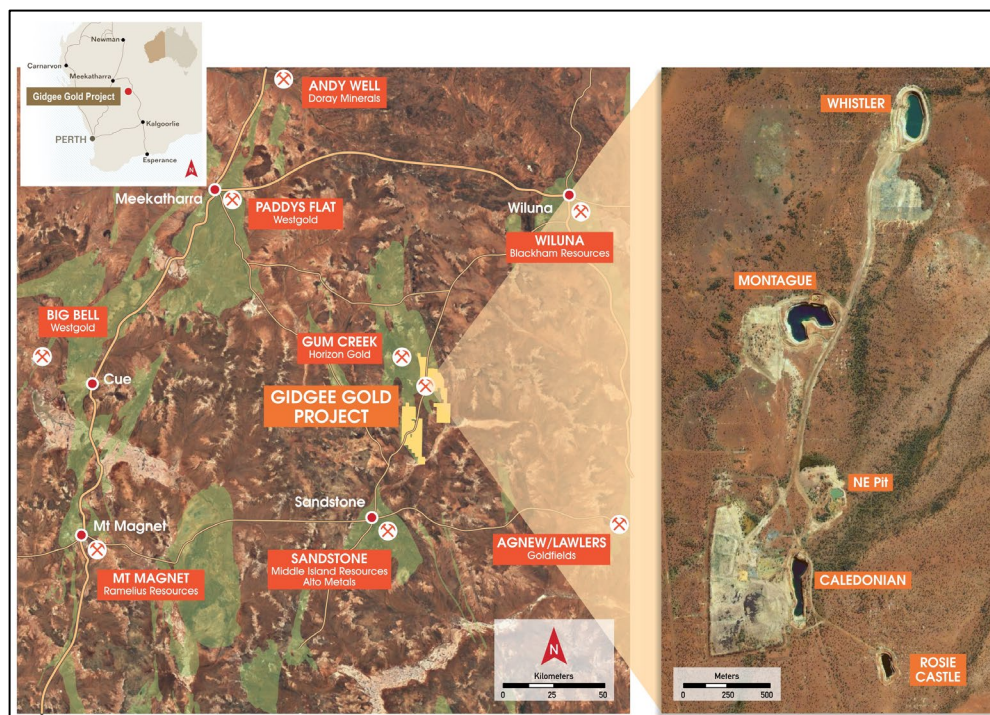 Newman
Carnarvon
Meekatharra
Gidgee Gold Project
Kalgoorlie
PERTH
Esperance
N
ANDY WELL
Doray Minerals
Meekatharra
PADDYS FLAT
Westgold
Wiluna
WILUNA
Blackham Resources
BIG BELL
Westgold
GUM CREEK
Horizon Gold
Cue
GIDGEE GOLD
PROJECT
Sandstone
Mt Magnet
SANDSTONE
Middle Island Resources
Alto Metals
AGNEW/LAWLERS
Goldfields
MT MAGNET
Ramelius Resources
N
Kilometers
0 25 50
WHISTLER
MONTAGUE
NE Pit
CALEDONIAN
ROSIE
CASTLE
Meters
0 250 500